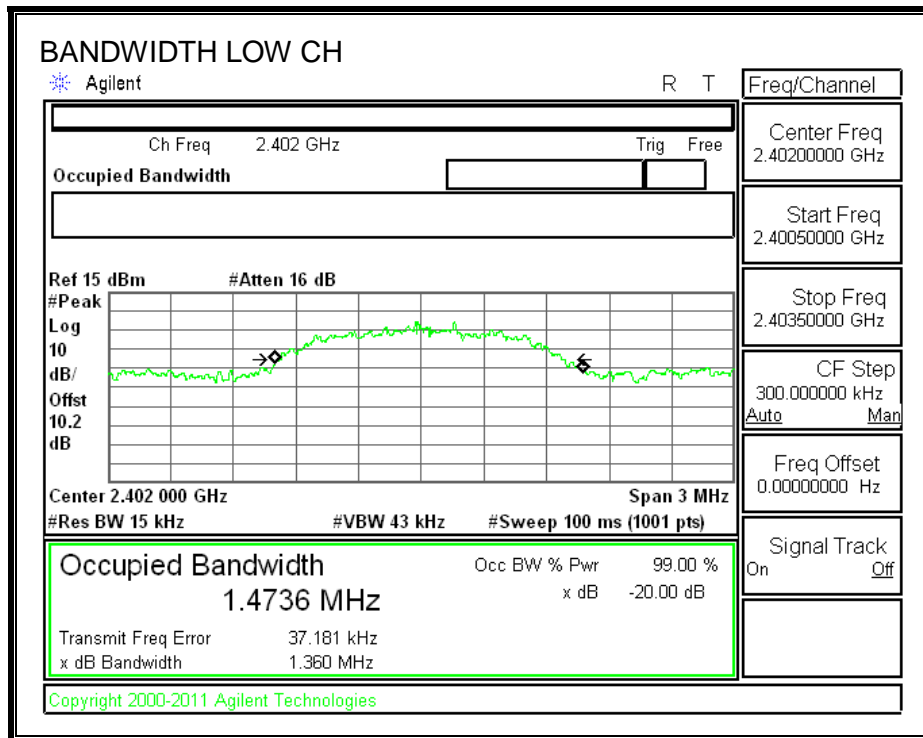 BANDWIDTH LOW CH
Agilent R T
Freq/Channel
Ch Freq 2.402 GHz Trig Free
Occupied Bandwidth
Center Freq
2.40200000 GHz
Start Freq
2.40050000 GHz
Stop Freq
2.40350000 GHz
CF Step
300.000000 kHz
Auto Man
Freq Offset
0.00000000 Hz
Signal Track
On Off
Ref 15 dBm #Atten 16 dB
#Peak
Log
10
dB/
Offst
10.2
dB
Center 2.402 000 GHz Span 3 MHz
#Res BW 15 kHz #VBW 43 kHz #Sweep 100 ms (1001 pts)
Occupied Bandwidth Occ BW % Pwr 99.00 %
1.4736 MHz x dB -20.00 dB
Transmit Freq Error 37.181 kHz
x dB Bandwidth 1.360 MHz
Copyright 2000-2011 Agilent Technologies